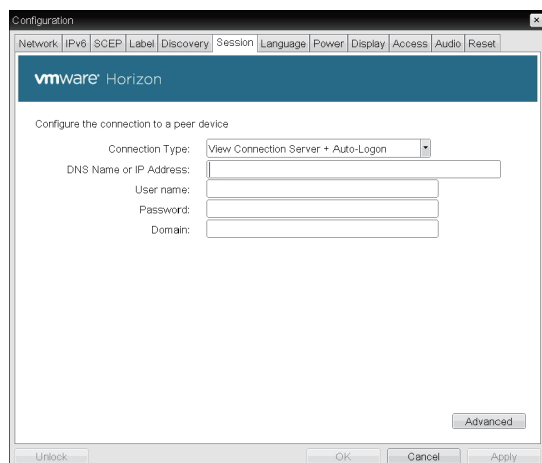 Configuration
Network IPv6 SCEP Label Discovery Session Language Power Display Access Audio Reset
vmware Horizon
Configure the connection to a peer device
Connection Type: View Connection Server + Auto-Logon
DNS Name or IP Address:
User name:
Password:
Domain:
Advanced
Unlock OK Cancel Apply